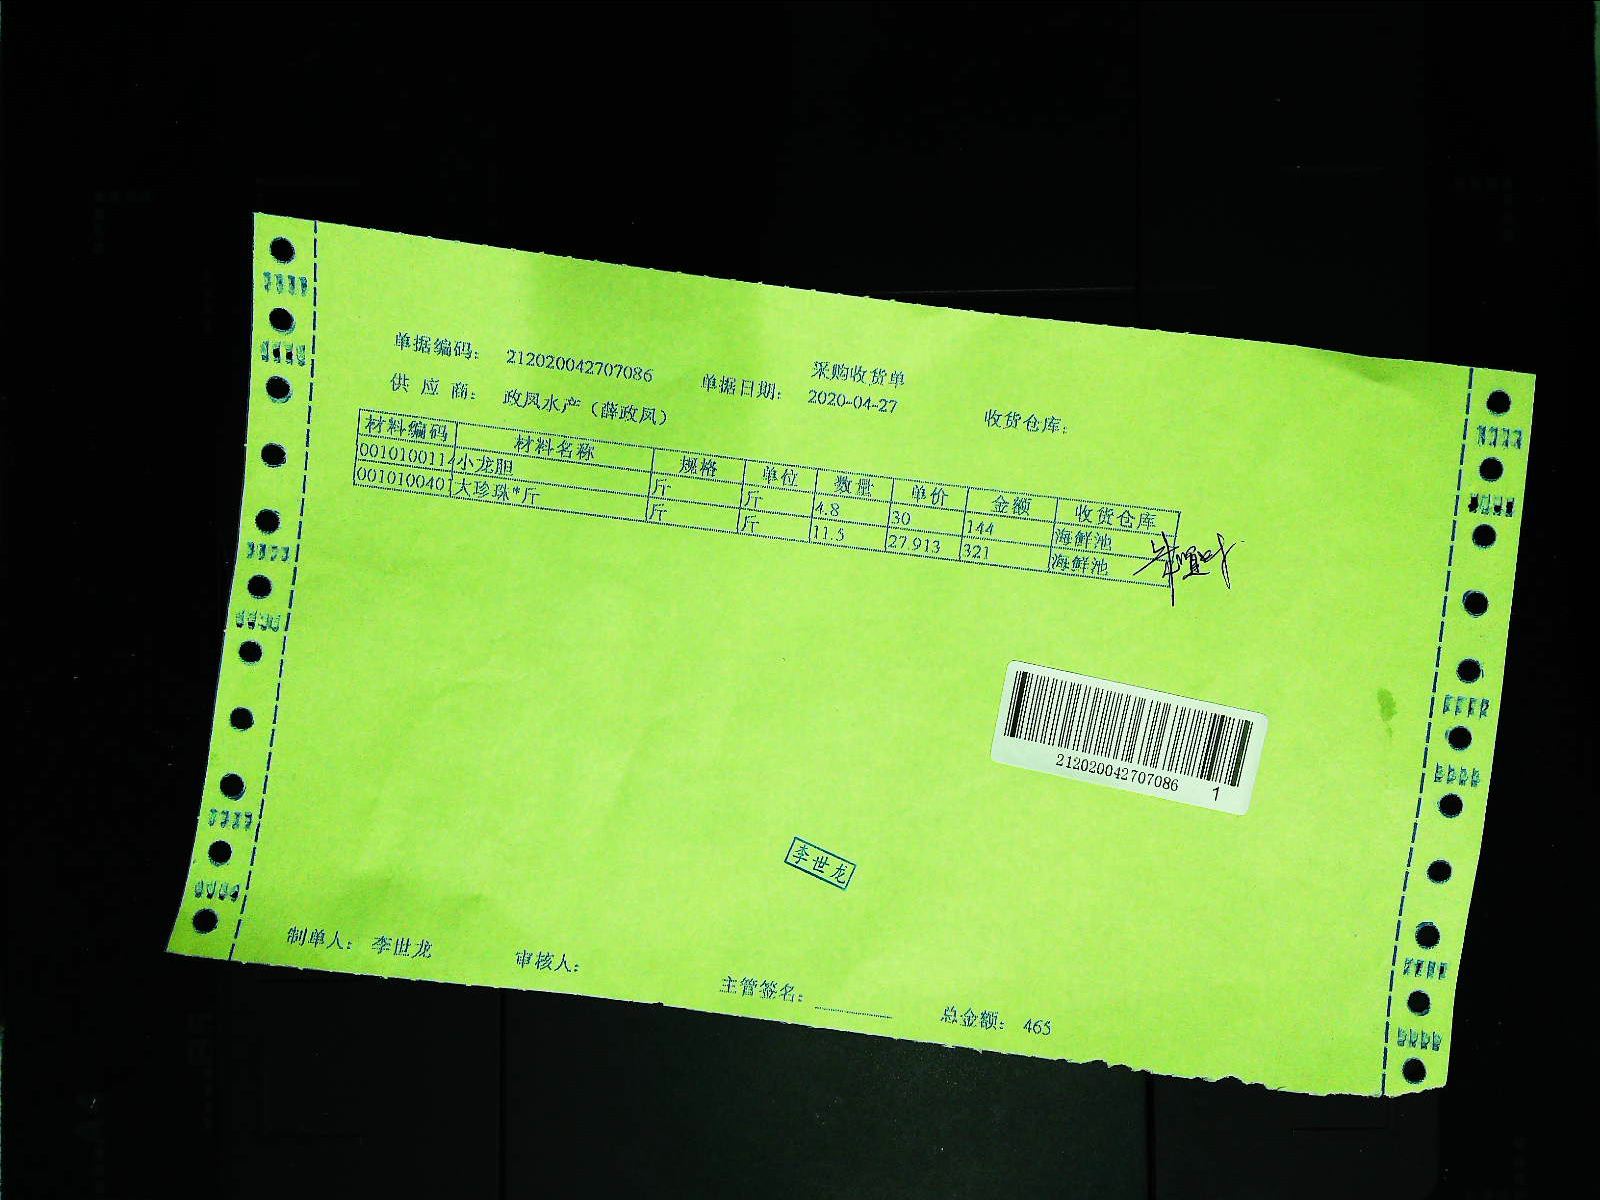 采购收货单
单据编码： 212020042707086 单据日期： 2020-04-27 收货仓库：
供 应 商： 政凤水产（薛政凤）
材料编码 材料名称 规格 单位 数量 单价 金额 收货仓库
0010100114 小龙胆 斤 斤 4.8 30 144 海鲜池
001010040 大珍珠*斤 斤 斤 11.5 27.913 321 海鲜池
212020042707086 1
李世龙
制单人： 李世龙 审核人： 主管签名： 总金额： 465